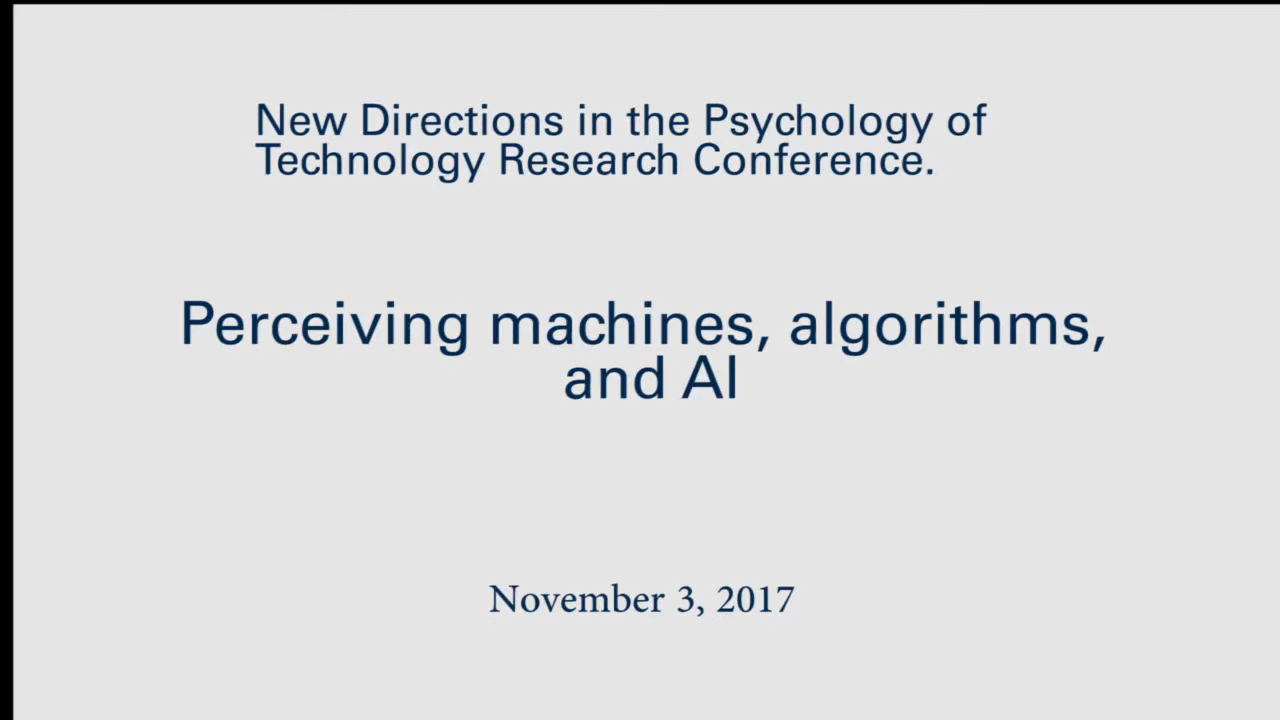 New Directions in the Psychology of
Technology Research Conference.
Perceiving machines, algorithms,
and AI
November 3, 2017